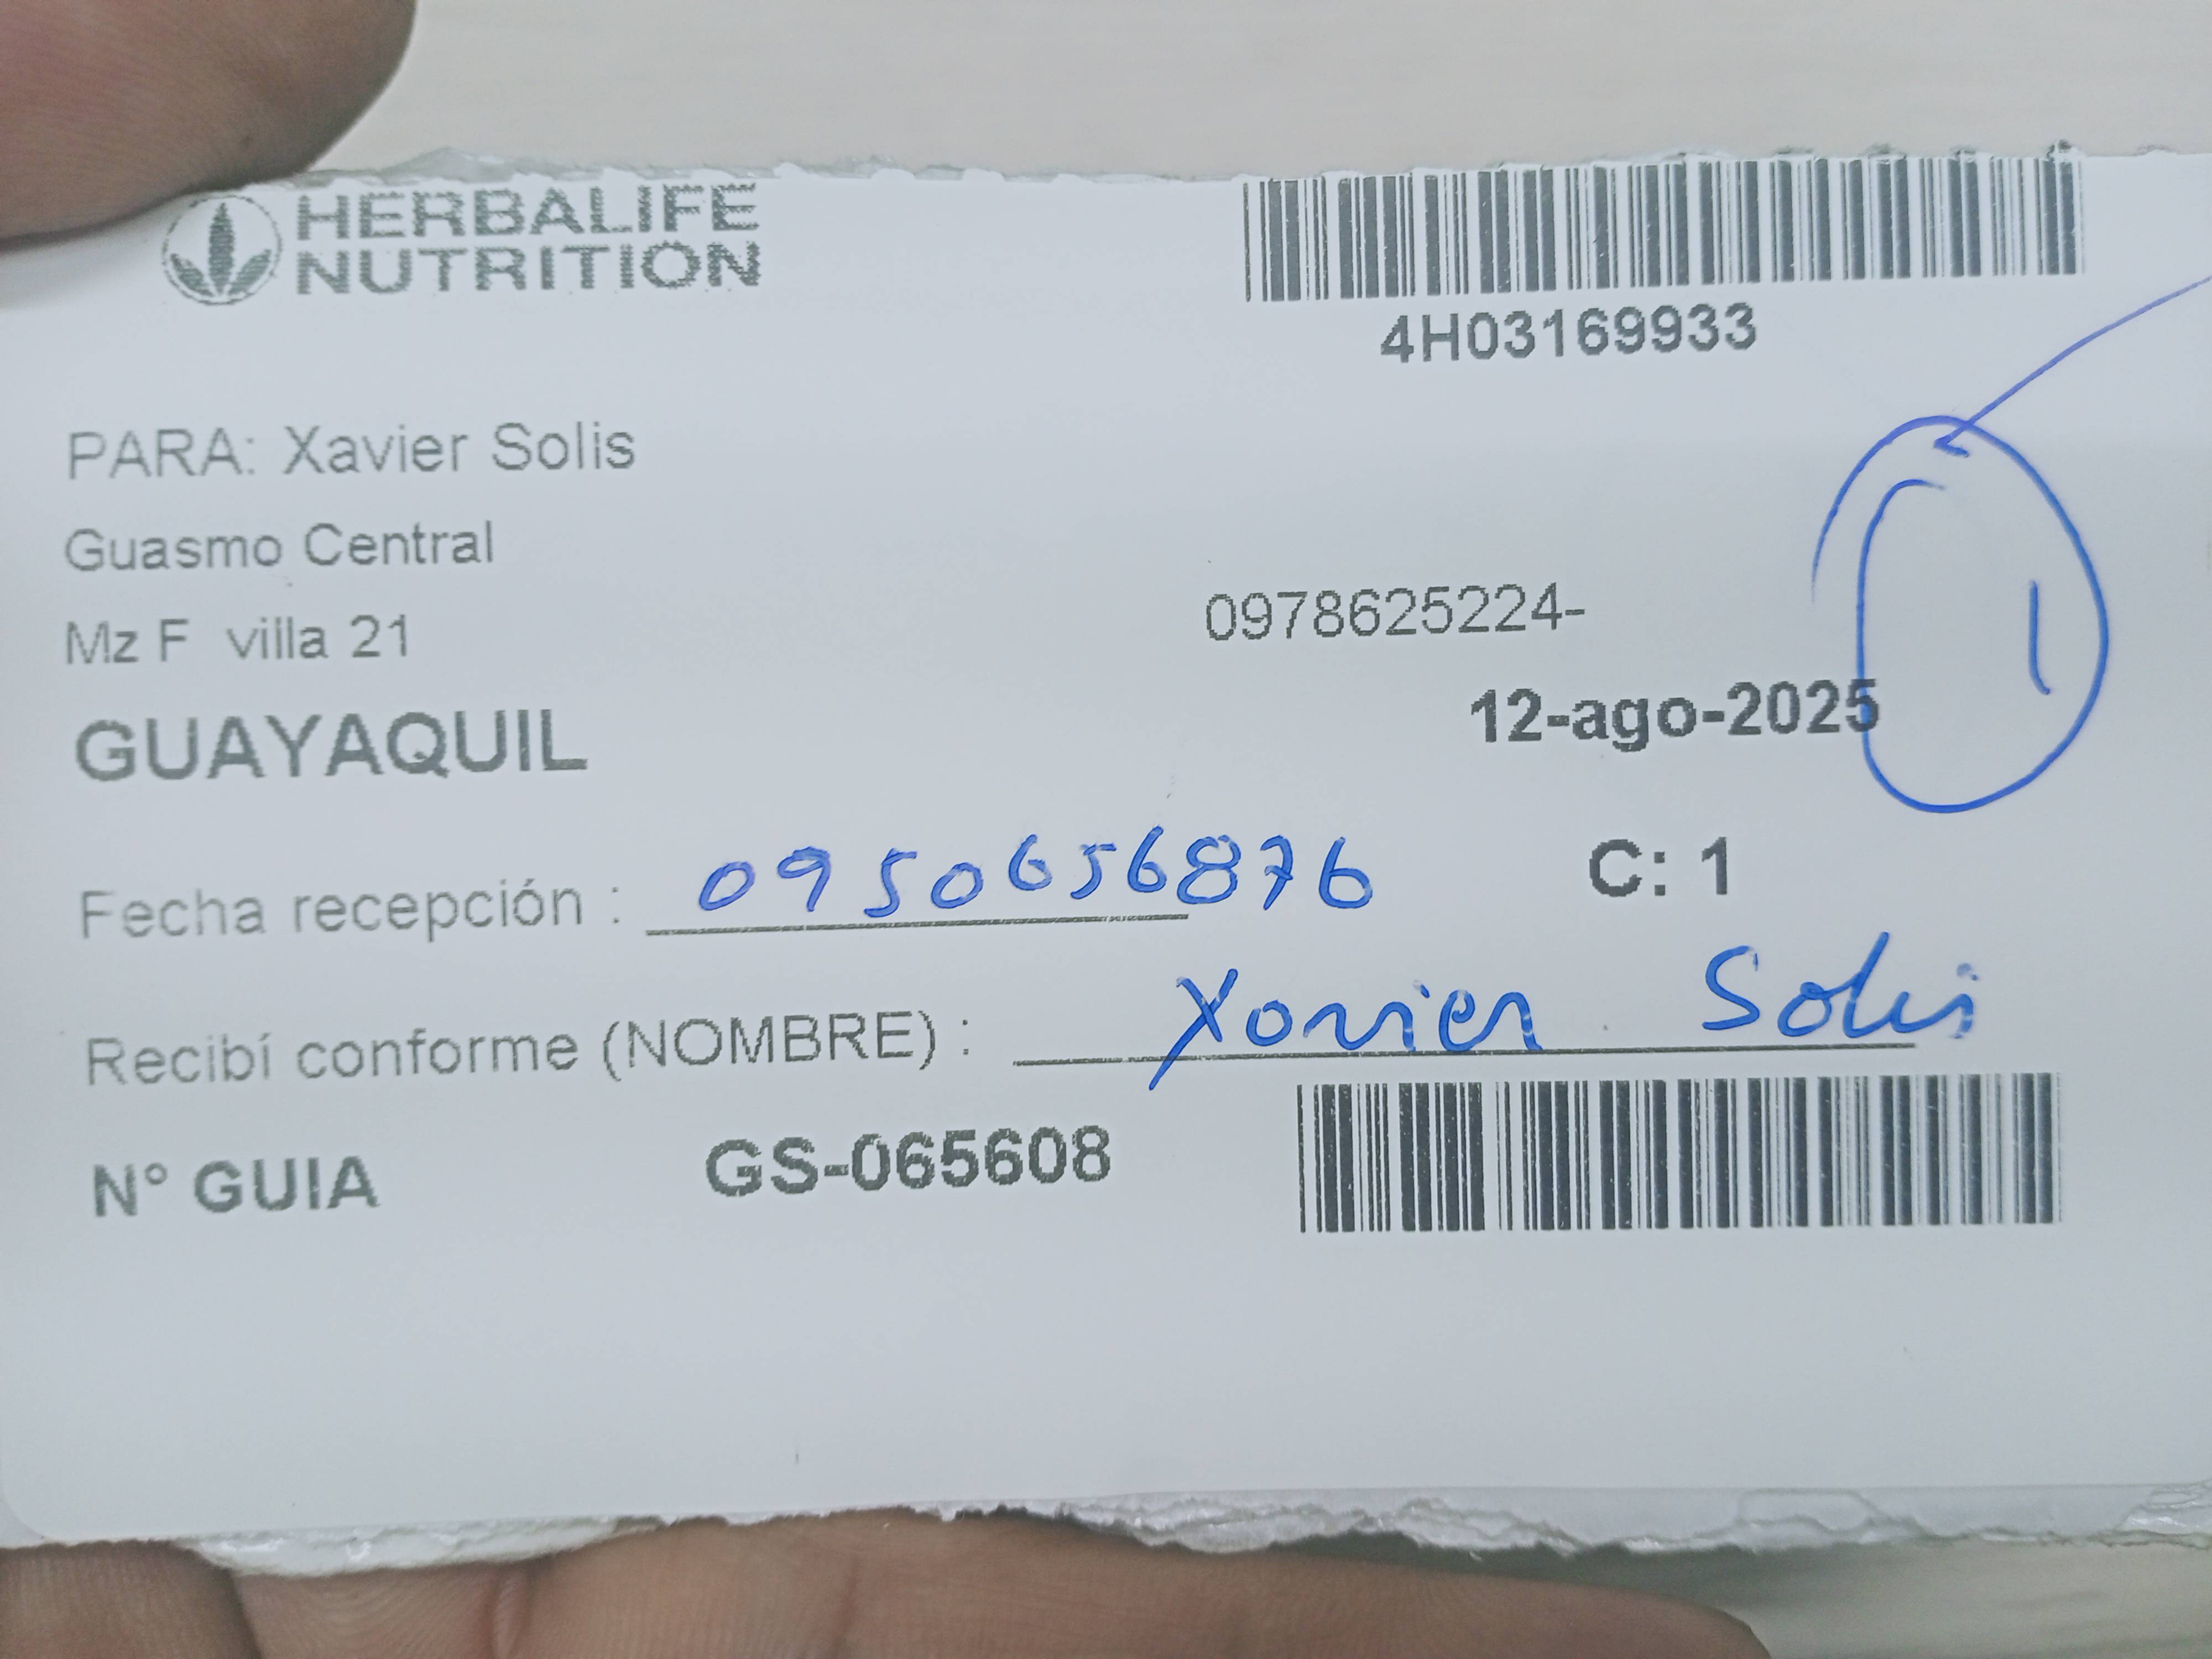 HERBALIFE
NUTRITION
4H03169933
PARA: Xavier Solis
Guasmo Central
Mz F villa 21
0978625224-
GUAYAQUIL
12-ago-2025
1
Fecha recepción : 0950656876
C: 1
Recibí conforme (NOMBRE) : Xavier Solis
N° GUIA GS-065608